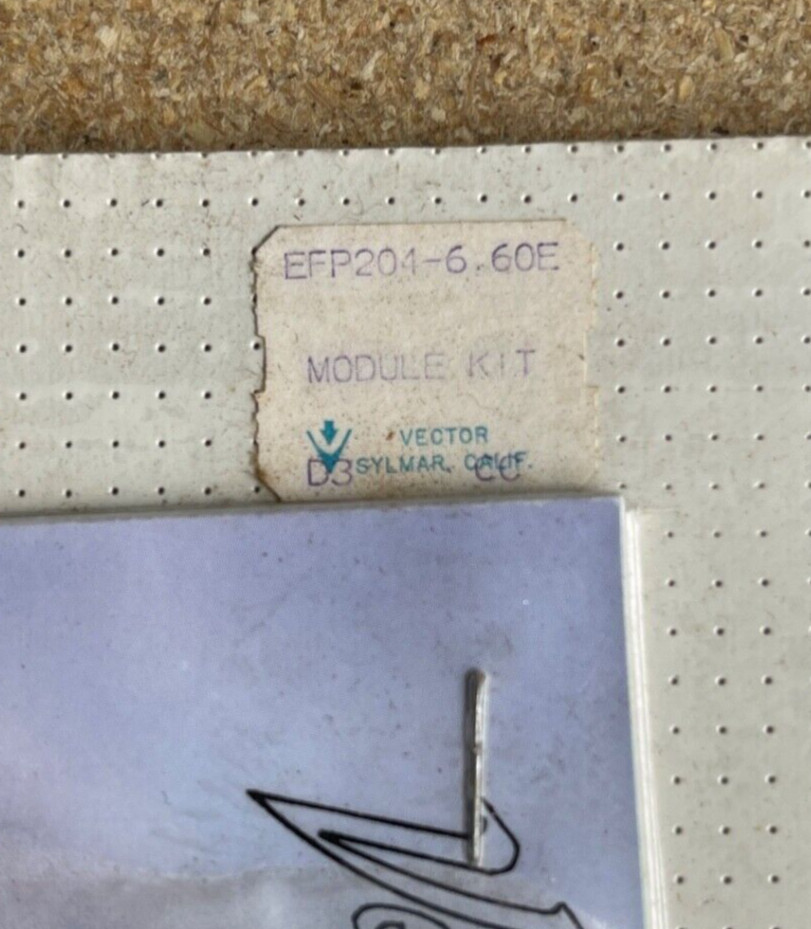 EFP204-6.60E
MODULE KIT
VECTOR
D3 SYLMAR, CALIF. CC